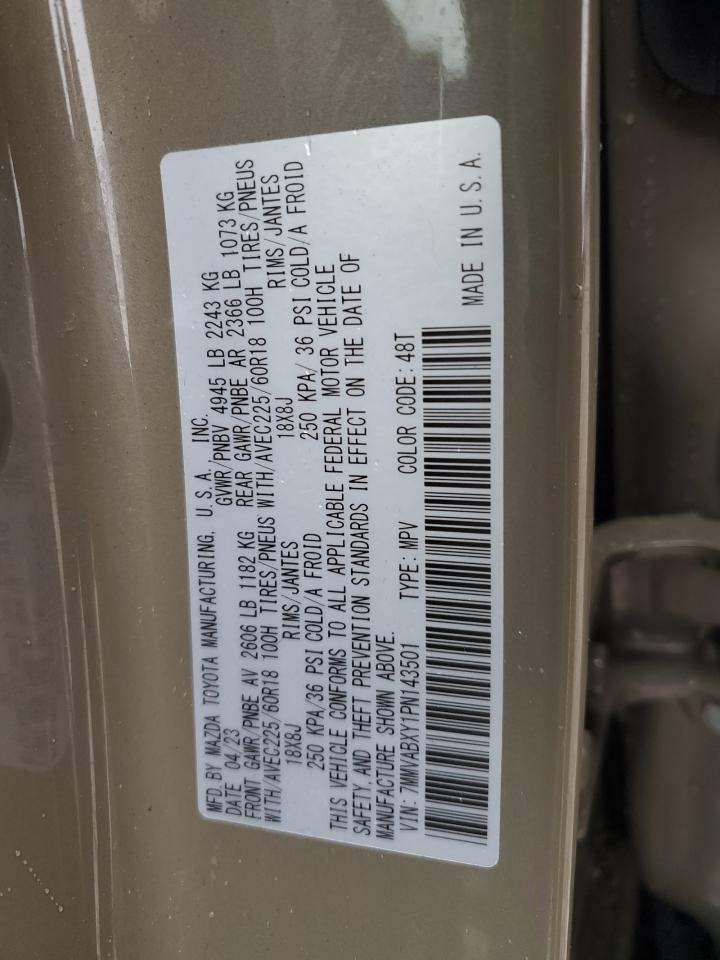 MFD. BY MAZDA TOYOTA MANUFACTURING, U.S.A. INC.
DATE 04/23 GVWR/PNBV 4945 LB 2243 KG
FRONT GAWR/PNBE AV 2606 LB 1182 KG REAR GAWR/PNBE AR 2366 LB 1073 KG
WITH/AVEC225/60R18 100H TIRES/PNEUS WITH/AVEC225/60R18 100H TIRES/PNEUS
18X8J RIMS/JANTES 18X8J RIMS/JANTES
250 KPA/36 PSI COLD/A FROID 250 KPA/ 36 PSI COLD/A FROID
THIS VEHICLE CONFORMS TO ALL APPLICABLE FEDERAL MOTOR VEHICLE
SAFETY, AND THEFT PREVENTION STANDARDS IN EFFECT ON THE DATE OF
MANUFACTURE SHOWN ABOVE.
VIN: 7MMVABXY1PN143501 TYPE: MPV COLOR CODE: 48T
MADE IN U.S.A.